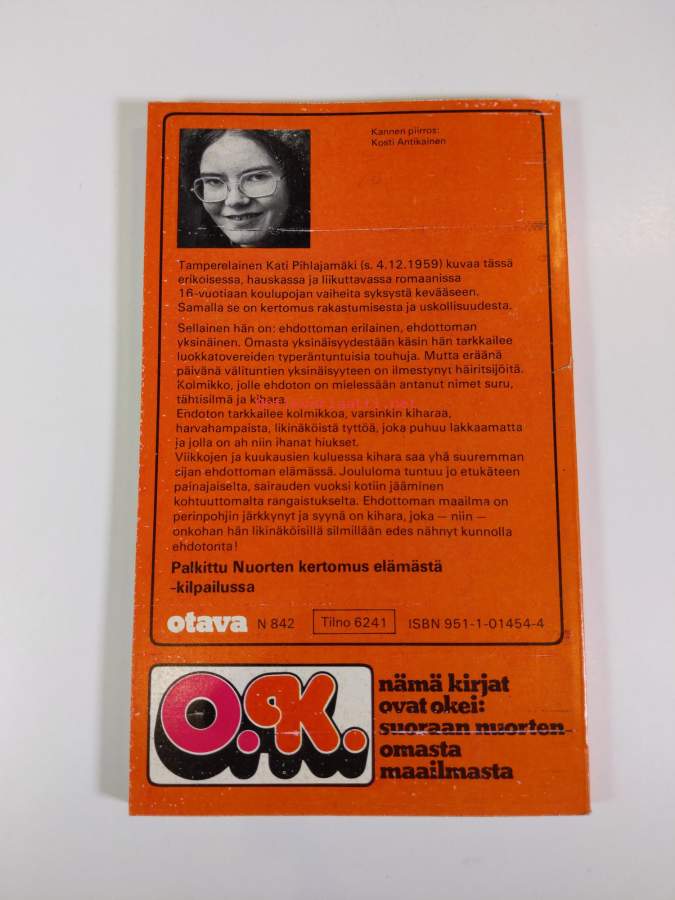 Kannen piirros:
Kosti Antikainen
Tamperelainen Kati Pihlajamäki (s. 4.12.1959) kuvaa tässä
erikoisessa, hauskassa ja liikuttavassa romaanissa
16-vuotiaan koulupojan vaiheita syksystä kevääseen.
Samalla se on kertomus rakastumisesta ja uskollisuudesta.
Sellainen hän on: ehdottoman erilainen, ehdottoman
yksinäinen. Omasta yksinäisyydestään käsin hän tarkkailee
luokkatovereiden typeräntuntuisia touhuja. Mutta eräänä
päivänä välituntien yksinäisyyteen on ilmestynyt häiritsijöitä.
Kolmikko, jolle ehdoton on mielessään antanut nimet suru,
tähtisilmä ja kihara.
Ehdoton tarkkailee kolmikkoa, varsinkin kiharaa,
harvahampaista, likinäköistä tyttöä, joka puhuu lakkaamatta
ja jolla on ah niin ihanat hiukset.
Viikkojen ja kuukausien kuluessa kihara saa yhä suuremman
sijan ehdottoman elämässä. Joululoma tuntuu jo etukäteen
painajaiselta, sairauden vuoksi kotiin jääminen
kohtuuttomalta rangaistukselta. Ehdottoman maailma on
perinpohjin järkkynyt ja syynä on kihara, joka — niin —
onkohan hän likinäköisillä silmillään edes nähnyt kunnolla
ehdotonta!
Palkittu Nuorten kertomus elämästä
-kilpailussa
otava N 842 Tilno 6241 ISBN 951-1-01454-4
O.K.
nämä kirjat
ovat okei:
suoraan nuorten
omasta
maailmasta